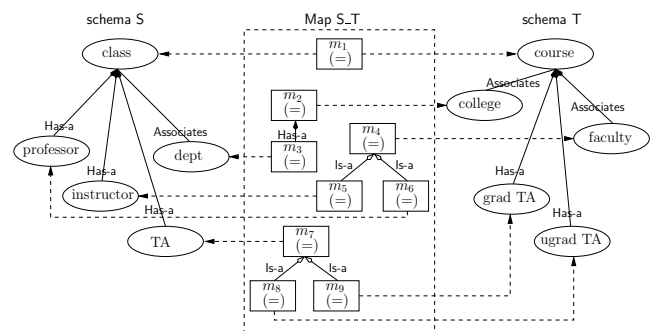 schema S
Map S_T
schema T
class
m1
(=)
course
Associates
m2
(=)
college
m4
(=)
Associates
Has-a
Associates
Has-a
professor
dept
m3
(=)
faculty
Is-a
Is-a
Has-a
Has-a
instructor
m5
(=)
m6
(=)
grad TA
Has-a
Has-a
TA
m7
(=)
ugrad TA
Is-a
Is-a
m8
(=)
m9
(=)